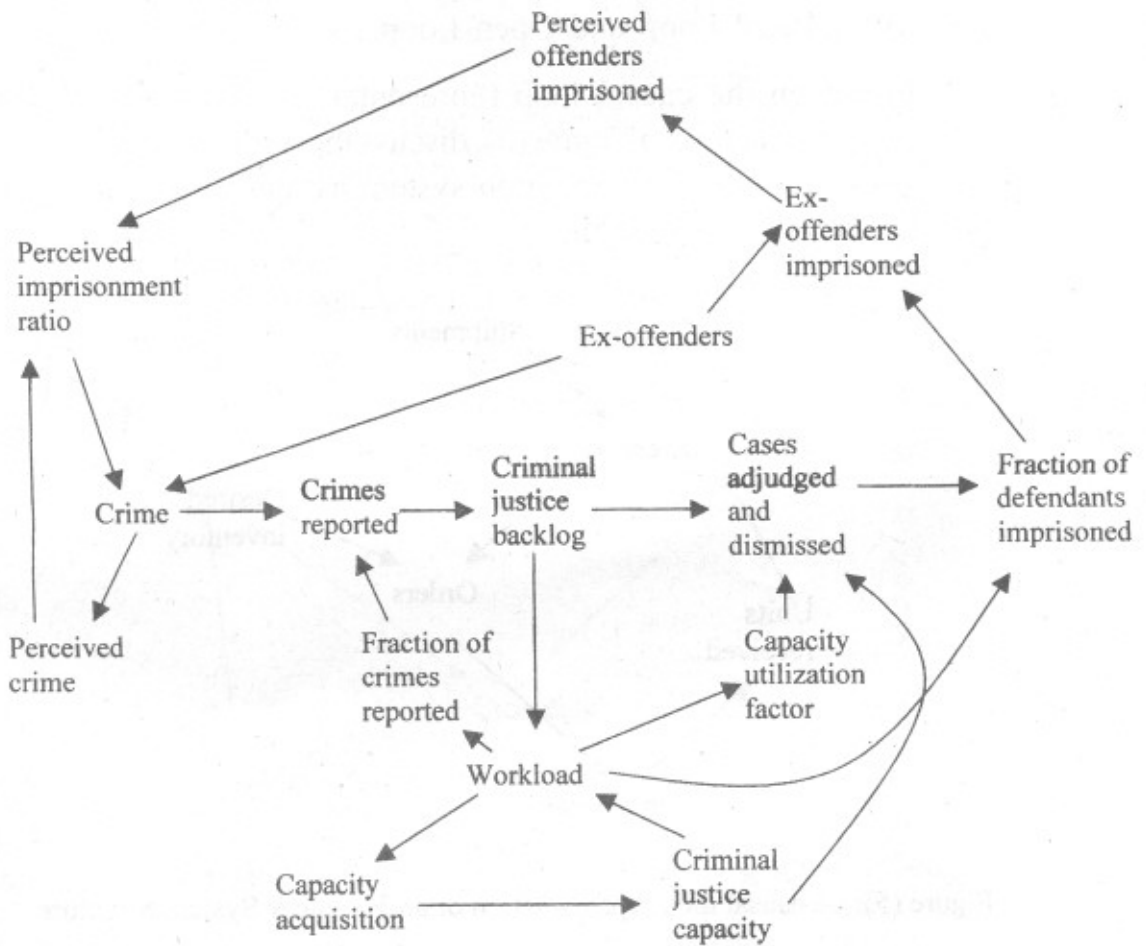 Perceived
offenders
imprisoned
Ex-
offenders
imprisoned
Perceived
imprisonment
ratio
Ex-offenders
Crime
Crimes
reported
Criminal
justice
backlog
Cases
adjudged
and
dismissed
Fraction of
defendants
imprisoned
Perceived
crime
Fraction of
crimes
reported
Capacity
utilization
factor
Workload
Capacity
acquisition
Criminal
justice
capacity